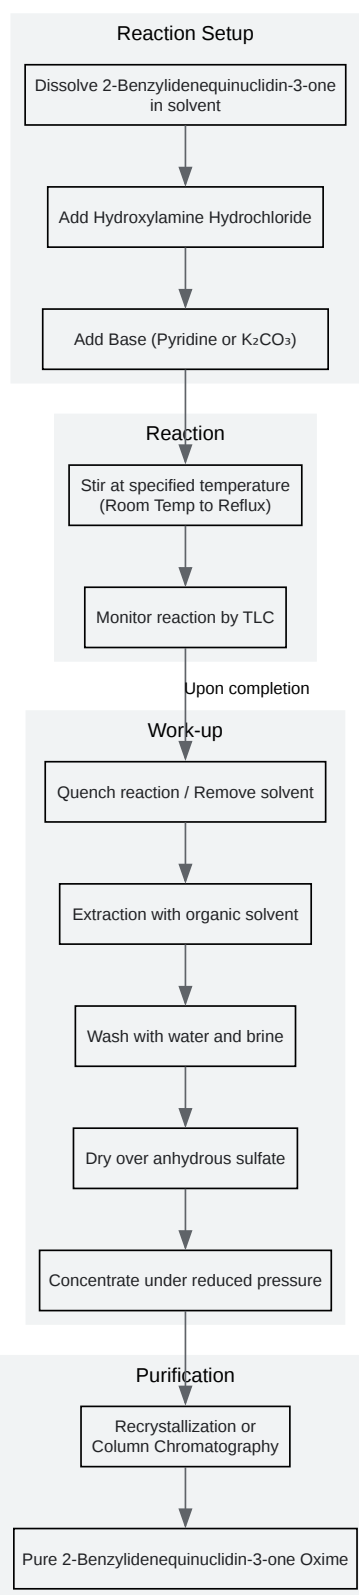 Reaction Setup
Dissolve 2-Benzylidenequinuclidin-3-one
in solvent
Add Hydroxylamine Hydrochloride
Add Base (Pyridine or K₂CO₃)
Reaction
Stir at specified temperature
(Room Temp to Reflux)
Monitor reaction by TLC
Upon completion
Work-up
Quench reaction / Remove solvent
Extraction with organic solvent
Wash with water and brine
Dry over anhydrous sulfate
Concentrate under reduced pressure
Purification
Recrystallization or
Column Chromatography
Pure 2-Benzylidenequinuclidin-3-one Oxime